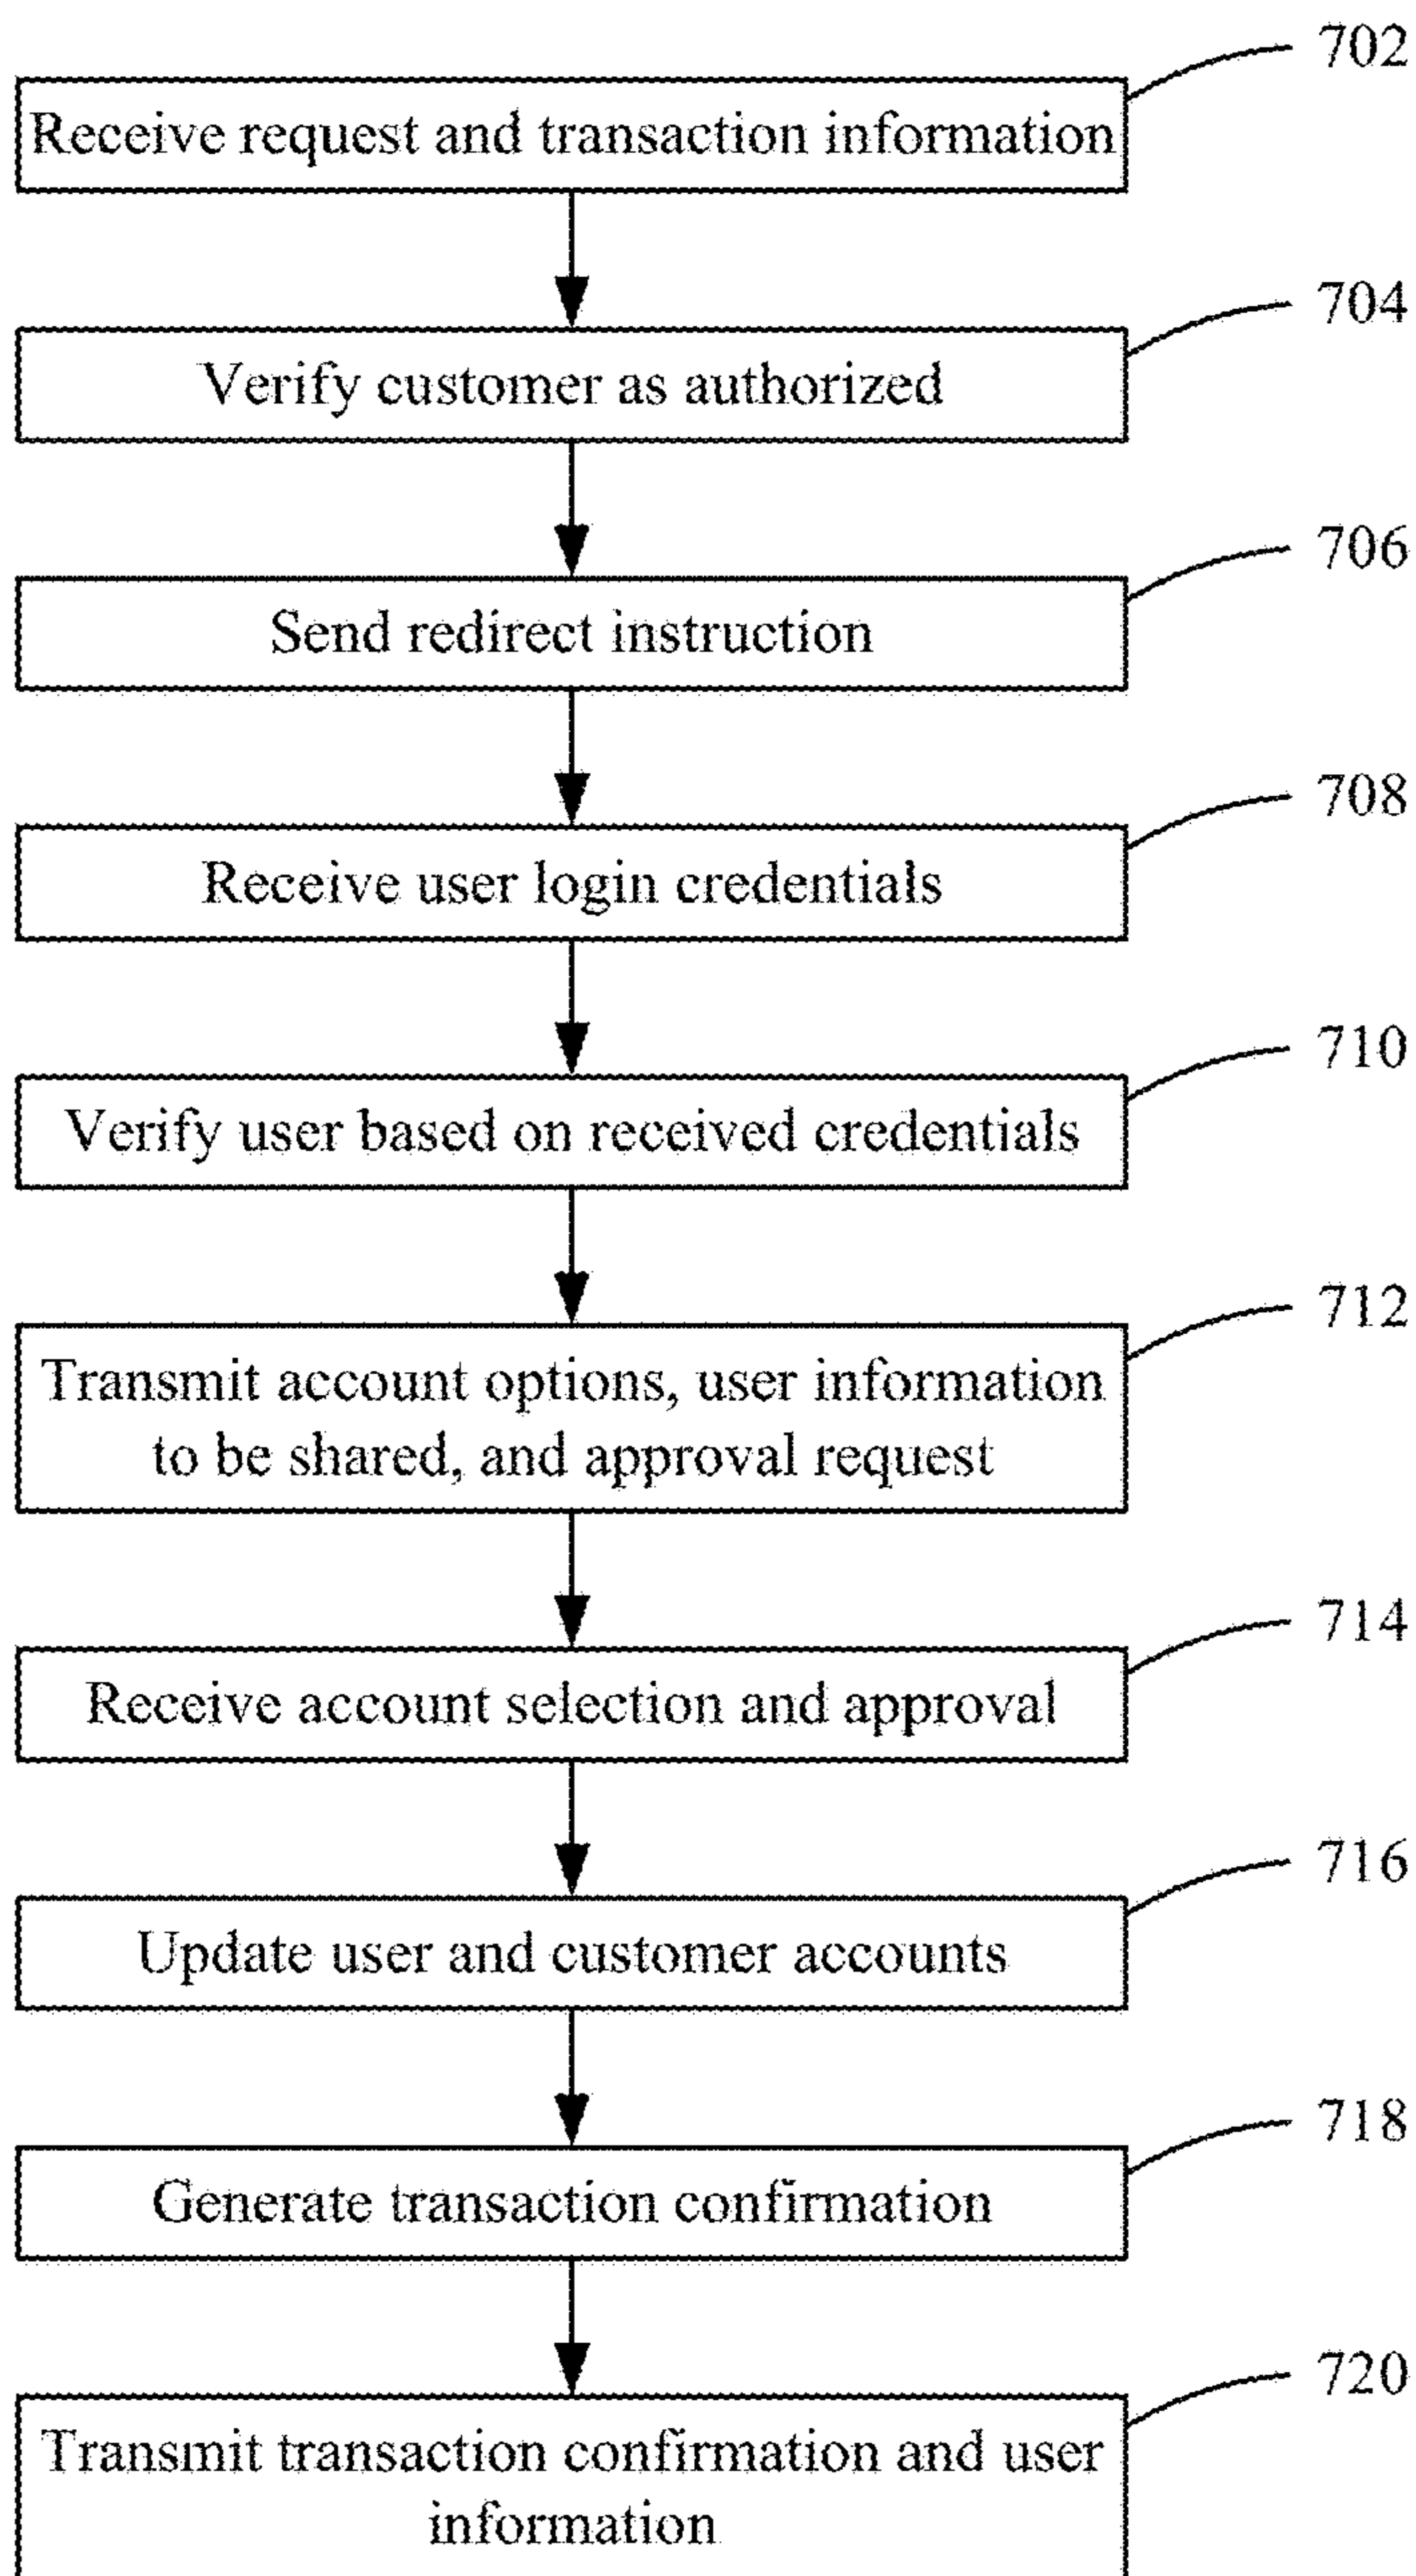 702
Receive request and transaction information
704
Verify customer as authorized
706
Send redirect instruction
708
Receive user login credentials
710
Verify user based on received credentials
712
Transmit account options, user information
to be shared, and approval request
714
Receive account selection and approval
716
Update user and customer accounts
718
Generate transaction confirmation
720
Transmit transaction confirmation and user
information